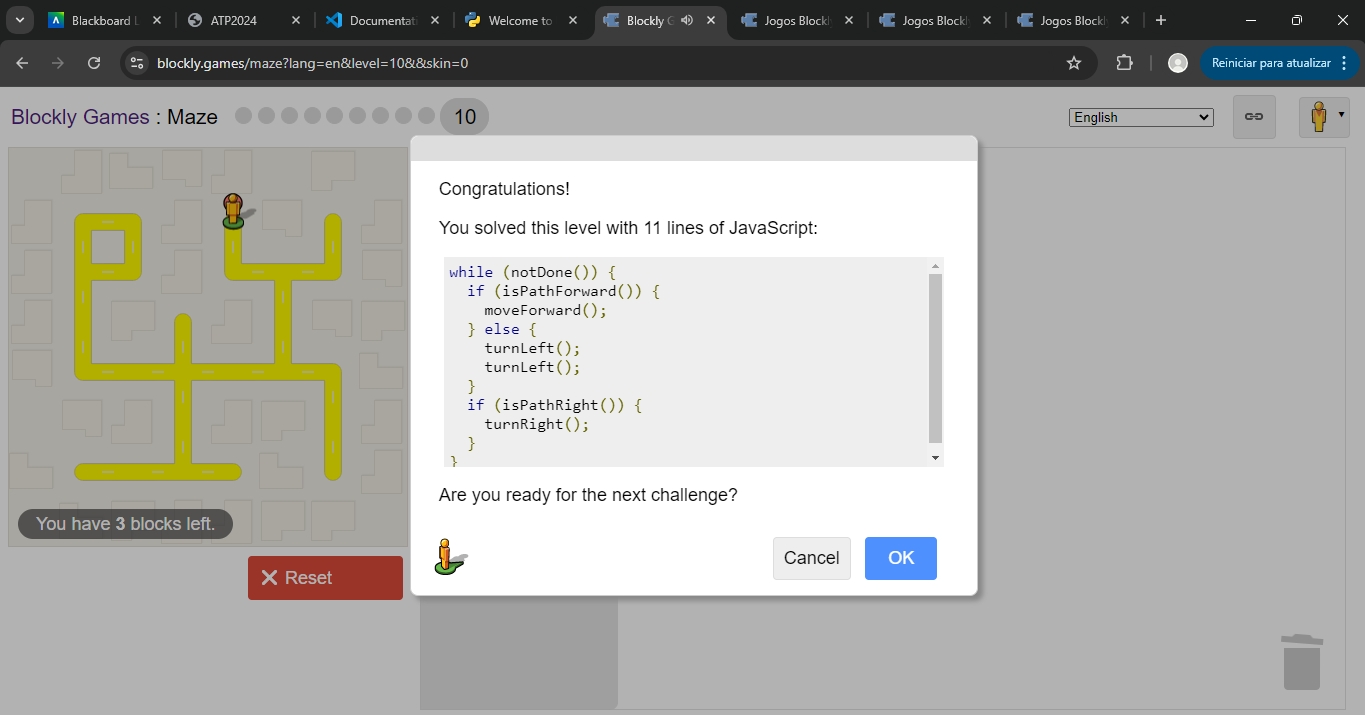 Blackboard L
ATP2024
Documentati
Welcome to
Blockly G
Jogos Blockl
Jogos Blockl
Jogos Blockl
blockly.games/maze?lang=en&level=10&&skin=0
Reiniciar para atualizar
Blockly Games : Maze
10
English
Congratulations!
You solved this level with 11 lines of JavaScript:
while (notDone()) {
  if (isPathForward()) {
    moveForward();
  } else {
    turnLeft();
    turnLeft();
  }
  if (isPathRight()) {
    turnRight();
  }
}
Are you ready for the next challenge?
Cancel
OK
You have 3 blocks left.
Reset